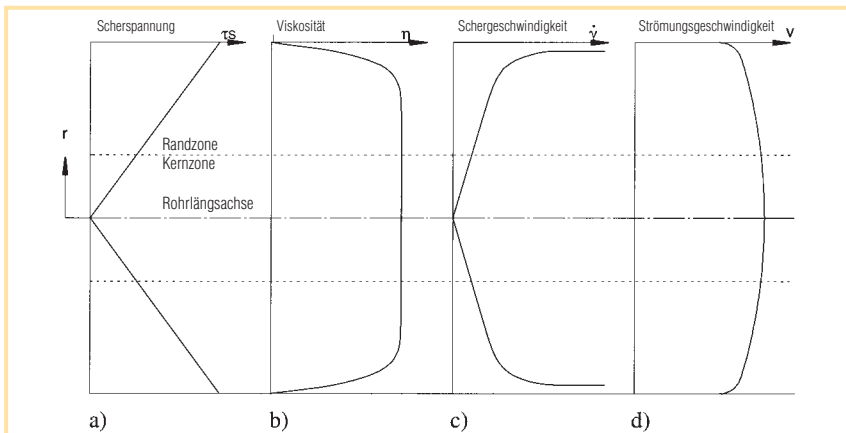 Scherspannung
Viskosität
Schergeschwindigkeit
Strömungsgeschwindigkeit
τs
η
γ̇
v
r
Randzone
Kernzone
Rohrlängsachse
a)
b)
c)
d)